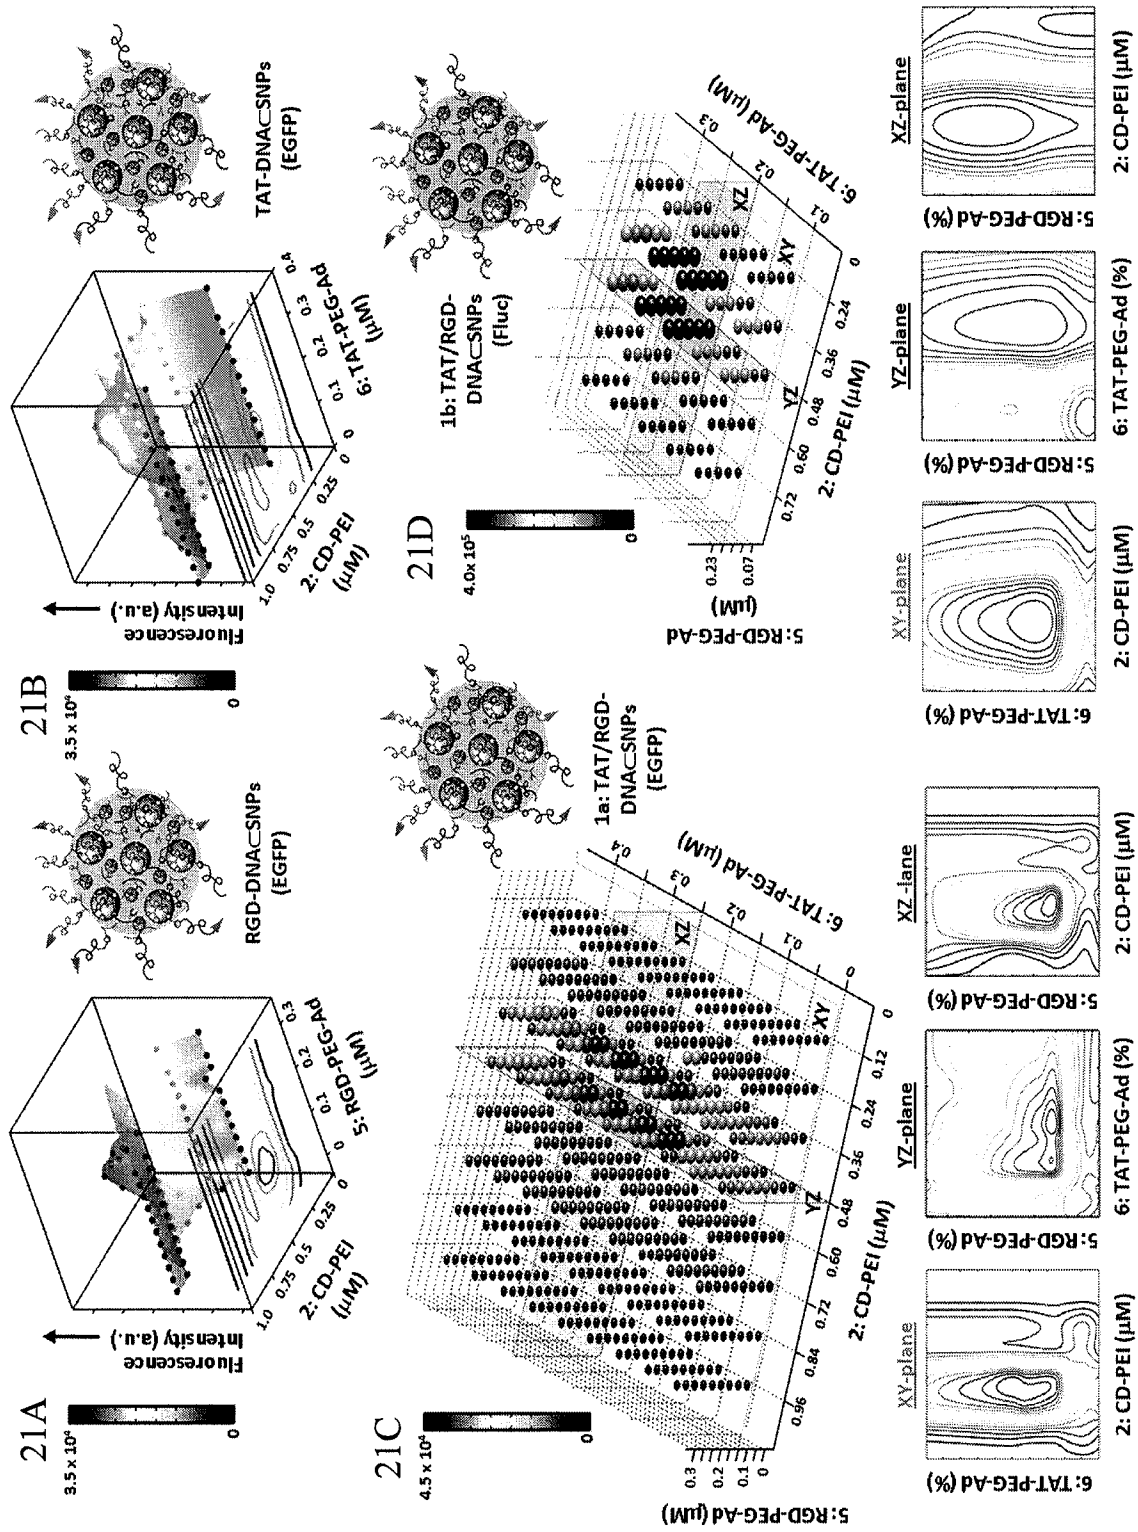 21A
3.5 x 10⁴
0
Fluorescence
Intensity (a.u.)
1.0
0.75
0.5
0.25
0
2: CD-PEI
(μM)
0
0.1
0.2
0.3
5: RGD-PEG-Ad
(μM)
RGD-DNA⊂SNPs
(EGFP)
21B
3.5 x 10⁴
0
Fluorescence
Intensity (a.u.)
1.0
0.75
0.5
0.25
0
2: CD-PEI
(μM)
0
0.1
0.2
0.3
0.4
6: TAT-PEG-Ad
(μM)
TAT-DNA⊂SNPs
(EGFP)
21C
4.5 x 10⁴
0
5: RGD-PEG-Ad (μM)
0.3
0.2
0.1
0
0.96
0.84
0.72
0.60
0.48
0.36
0.24
0.12
0
2: CD-PEI (μM)
0
0.1
0.2
0.3
0.4
6: TAT-PEG-Ad (μM)
XZ
XY
YZ
1a: TAT/RGD-
DNA⊂SNPs
(EGFP)
21D
4.0 x 10⁵
0
5: RGD-PEG-Ad
(μM)
0.23
0.07
0.72
0.60
0.48
0.36
0.24
0
2: CD-PEI (μM)
0.1
0.2
0.3
6: TAT-PEG-Ad (μM)
XZ
XY
YZ
1b: TAT/RGD-
DNA⊂SNPs
(Fluc)
XY-plane
6: TAT-PEG-Ad (%)
2: CD-PEI (μM)
YZ-plane
5: RGD-PEG-Ad (%)
6: TAT-PEG-Ad (%)
XZ -lane
5: RGD-PEG-Ad (%)
2: CD-PEI (μM)
XY-plane
6: TAT-PEG-Ad (%)
2: CD-PEI (μM)
YZ-plane
5: RGD-PEG-Ad (%)
6: TAT-PEG-Ad (%)
XZ-plane
5: RGD-PEG-Ad (%)
2: CD-PEI (μM)